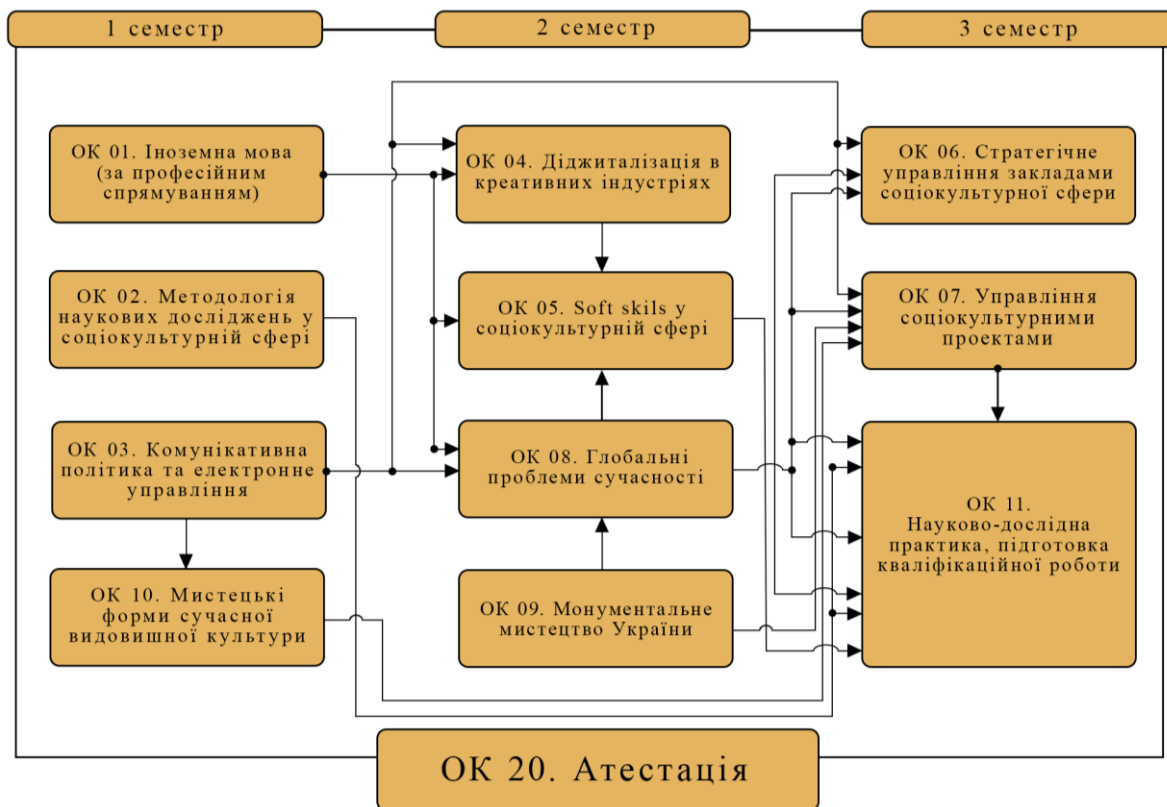 1 семестр
2 семестр
3 семестр
ОК 01. Іноземна мова
(за професійним
спрямуванням)
ОК 02. Методологія
наукових досліджень у
соціокультурній сфері
ОК 03. Комунікативна
політика та електронне
управління
ОК 10. Мистецькі
форми сучасної
видовишної культури
ОК 04. Діджиталізація в
креативних індустріях
ОК 05. Soft skils у
соціокультурній сфері
ОК 08. Глобальні
проблеми сучасності
ОК 09. Монументальне
мистецтво України
ОК 06. Стратегічне
управління закладами
соціокультурної сфери
ОК 07. Управління
соціокультурними
проектами
ОК 11.
Науково-дослідна
практика, підготовка
кваліфікаційної роботи
ОК 20. Атестація